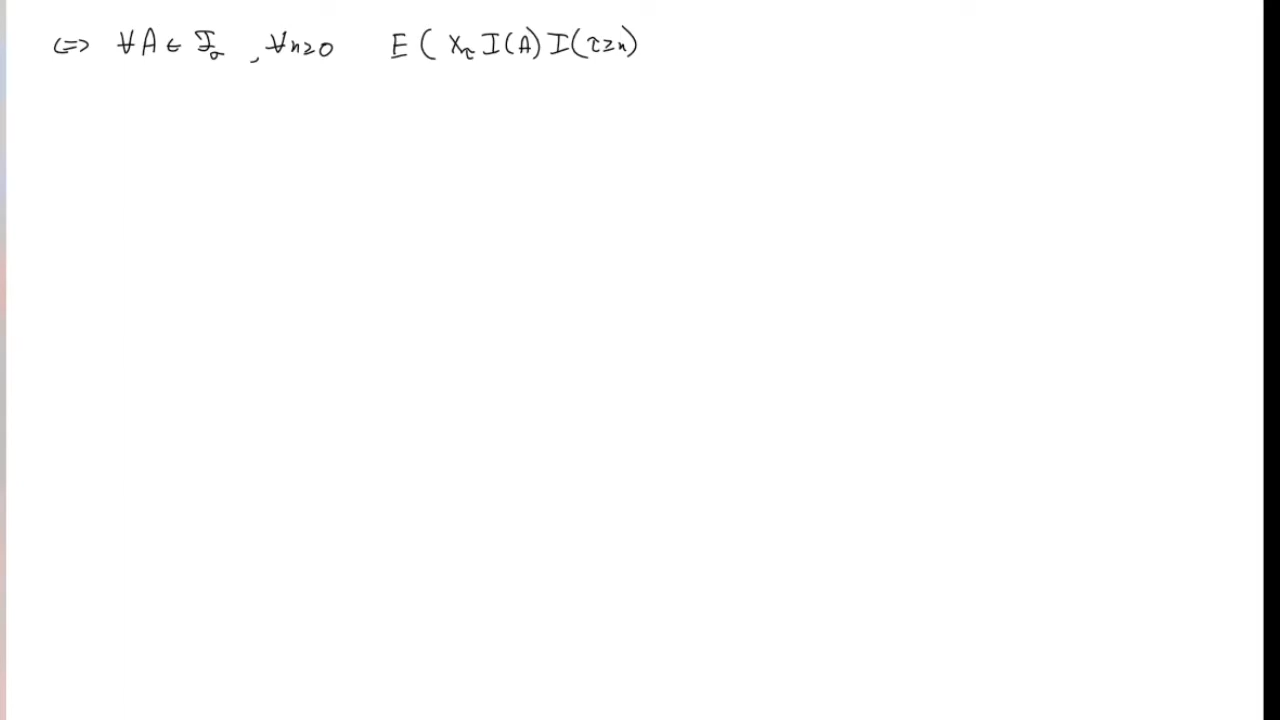 ⇔ ∀A ∈ ℱ_σ , ∀n≥0 E( X_τ I(A) I(τ≥n)